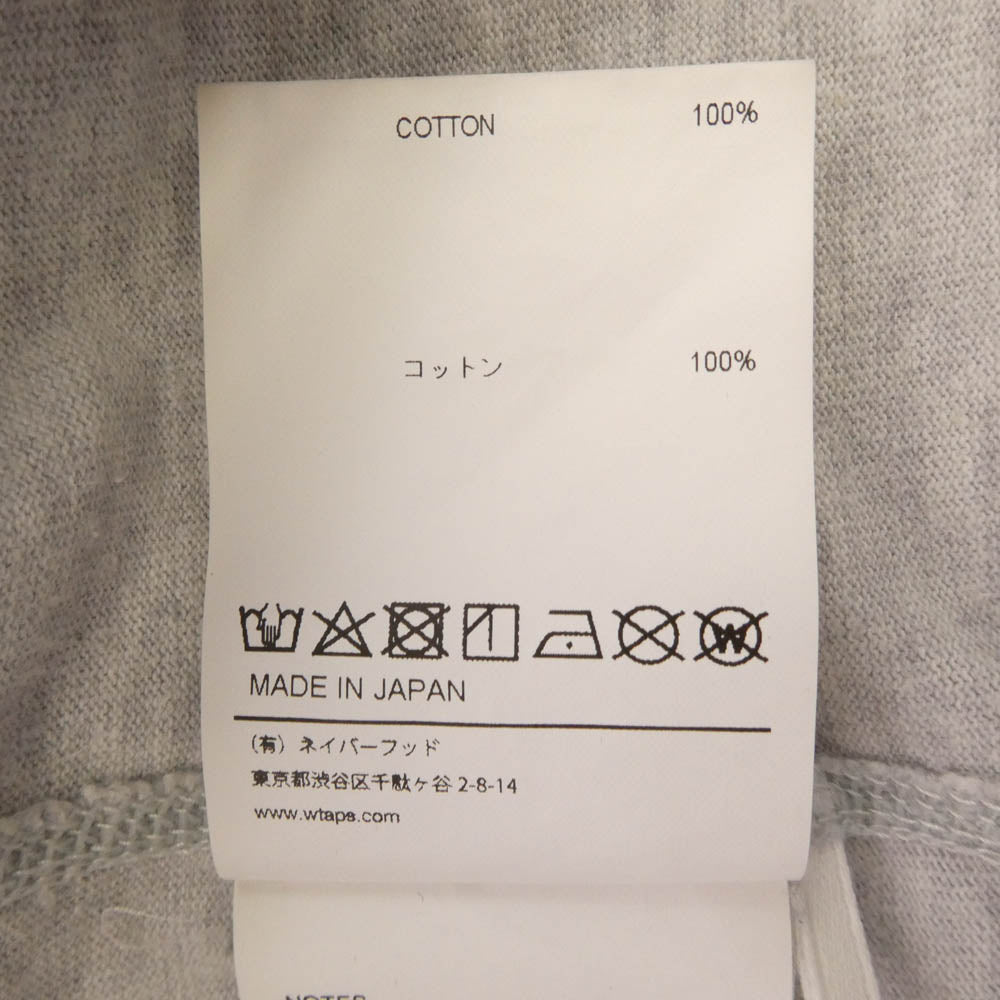 COTTON 100%
コットン 100%
MADE IN JAPAN
(有) ネイバーフッド
東京都渋谷区千駄ヶ谷 2-8-14
www.wtaps.com
NOTES